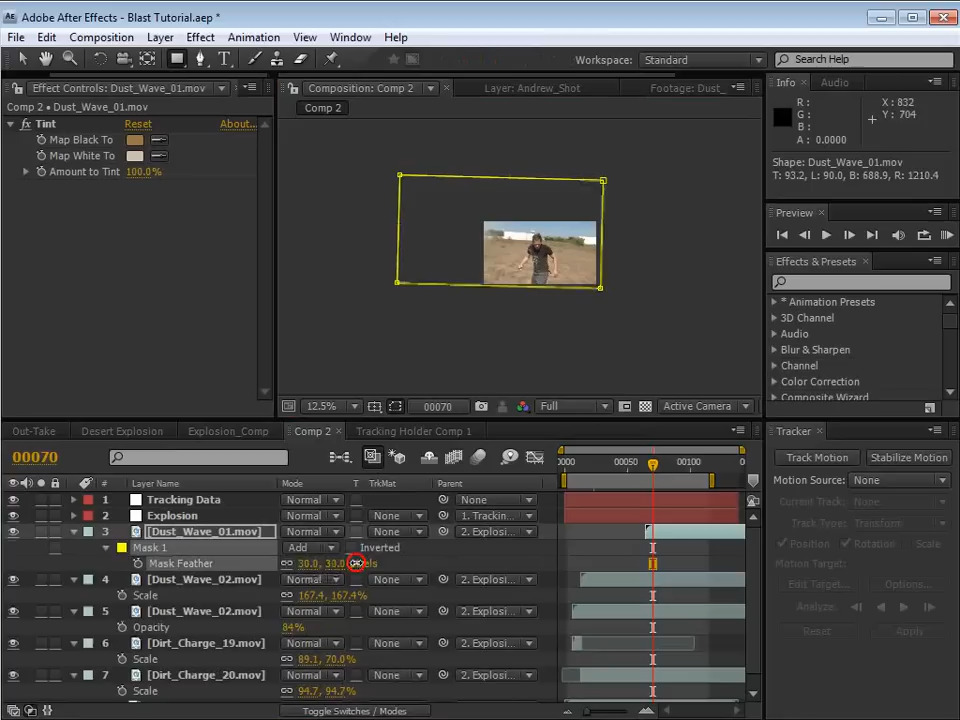 Adobe After Effects - Blast Tutorial.aep *
File Edit Composition Layer Effect Animation View Window Help
Workspace: Standard Search Help
Effect Controls: Dust_Wave_01.mov
Comp 2 • Dust_Wave_01.mov
fx Tint Reset About...
Map Black To
Map White To
Amount to Tint 100.0%
Composition: Comp 2 Layer: Andrew_Shot Footage: Dust_
Comp 2
12.5% 00070 Full Active Camera
Info Audio
R : X : 832
G : Y : 704
B :
A : 0.0000
Shape: Dust_Wave_01.mov
T: 93.2, L: 90.0, B: 688.9, R: 1210.4
Preview
Effects & Presets
* Animation Presets
3D Channel
Audio
Blur & Sharpen
Channel
Color Correction
Composite Wizard
Out-Take Desert Explosion Explosion_Comp Comp 2 Tracking Holder Comp 1
00070
0000 00050 00100
# Layer Name Mode T TrkMat Parent
1 Tracking Data Normal None
2 Explosion Normal None 1. Trackin
3 [Dust_Wave_01.mov] Normal None 2. Explosi
Mask 1 Add Inverted
Mask Feather 30.0, 30.0
4 [Dust_Wave_02.mov] Normal None 2. Explosi
Scale 167.4, 167.4%
5 [Dust_Wave_02.mov] Normal None 2. Explosi
Opacity 84%
6 [Dirt_Charge_19.mov] Normal None 2. Explosi
Scale 89.1, 70.0%
7 [Dirt_Charge_20.mov] Normal None 2. Explosi
Scale 94.7, 94.7%
Toggle Switches / Modes
Tracker
Track Motion Stabilize Motion
Motion Source: None
Current Track:
Track Type:
Position Rotation Scale
Motion Target:
Edit Target... Options...
Analyze:
Reset Apply